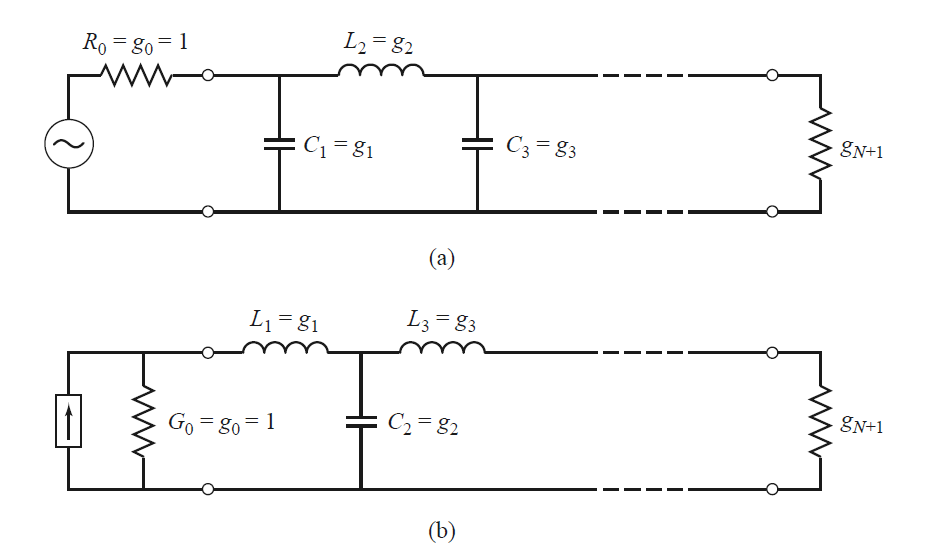 R₀ = g₀ = 1
L₂ = g₂
C₁ = g₁
C₃ = g₃
gN+1
(a)
L₁ = g₁
L₃ = g₃
G₀ = g₀ = 1
C₂ = g₂
gN+1
(b)